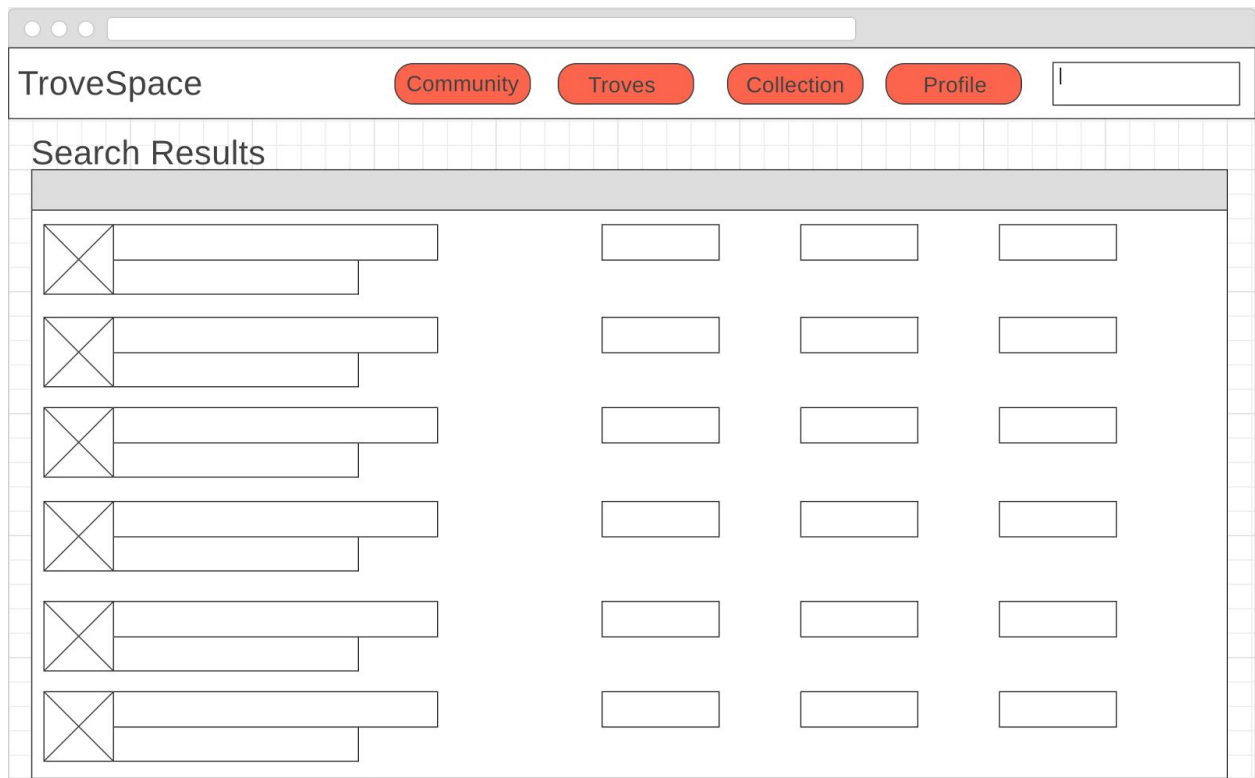 TroveSpace
Community
Troves
Collection
Profile
Search Results